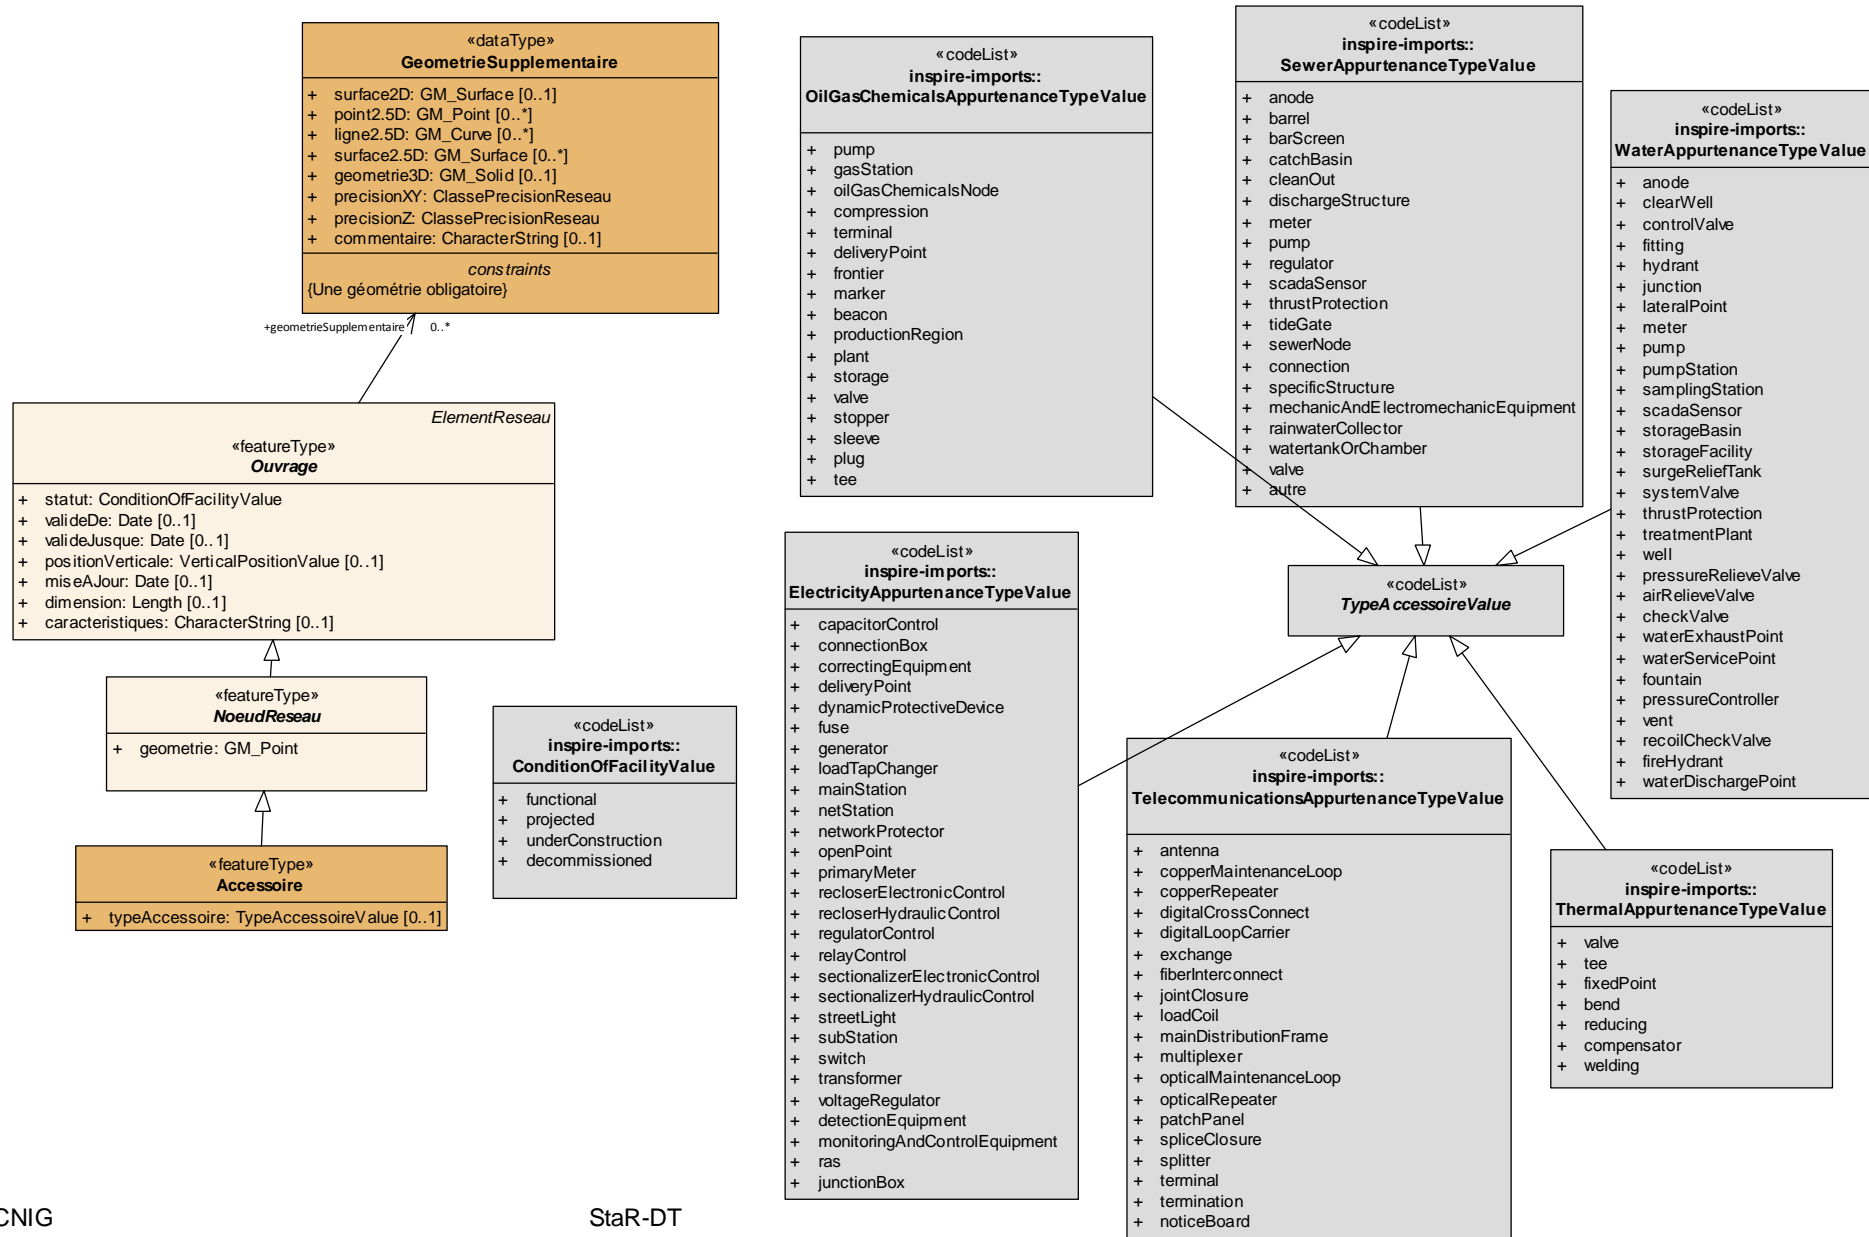 «dataType»
GeometrieSupplementaire
+ surface2D: GM_Surface [0..1]
+ point2.5D: GM_Point [0..*]
+ ligne2.5D: GM_Curve [0..*]
+ surface2.5D: GM_Surface [0..*]
+ geometrie3D: GM_Solid [0..1]
+ precisionXY: ClassePrecisionReseau
+ precisionZ: ClassePrecisionReseau
+ commentaire: CharacterString [0..1]
constraints
{Une géométrie obligatoire}
+geometrieSupplementaire 0..*
ElementReseau
«featureType»
Ouvrage
+ statut: ConditionOfFacilityValue
+ valideDe: Date [0..1]
+ valideJusque: Date [0..1]
+ positionVerticale: VerticalPositionValue [0..1]
+ miseAJour: Date [0..1]
+ dimension: Length [0..1]
+ caracteristiques: CharacterString [0..1]
«featureType»
NoeudReseau
+ geometrie: GM_Point
«featureType»
Accessoire
+ typeAccessoire: TypeAccessoireValue [0..1]
«codeList»
inspire-imports::
ConditionOfFacilityValue
+ functional
+ projected
+ underConstruction
+ decommissioned
«codeList»
inspire-imports::
OilGasChemicalsAppurtenanceTypeValue
+ pump
+ gasStation
+ oilGasChemicalsNode
+ compression
+ terminal
+ deliveryPoint
+ frontier
+ marker
+ beacon
+ productionRegion
+ plant
+ storage
+ valve
+ stopper
+ sleeve
+ plug
+ tee
«codeList»
inspire-imports::
SewerAppurtenanceTypeValue
+ anode
+ barrel
+ barScreen
+ catchBasin
+ cleanOut
+ dischargeStructure
+ meter
+ pump
+ regulator
+ scadaSensor
+ thrustProtection
+ tideGate
+ sewerNode
+ connection
+ specificStructure
+ mechanicAndElectromechanicEquipment
+ rainwaterCollector
+ watertankOrChamber
+ valve
+ autre
«codeList»
inspire-imports::
WaterAppurtenanceTypeValue
+ anode
+ clearWell
+ controlValve
+ fitting
+ hydrant
+ junction
+ lateralPoint
+ meter
+ pump
+ pumpStation
+ samplingStation
+ scadaSensor
+ storageBasin
+ storageFacility
+ surgeReliefTank
+ systemValve
+ thrustProtection
+ treatmentPlant
+ well
+ pressureRelieveValve
+ airRelieveValve
+ checkValve
+ waterExhaustPoint
+ waterServicePoint
+ fountain
+ pressureController
+ vent
+ recoilCheckValve
+ fireHydrant
+ waterDischargePoint
«codeList»
TypeAccessoireValue
«codeList»
inspire-imports::
ElectricityAppurtenanceTypeValue
+ capacitorControl
+ connectionBox
+ correctingEquipment
+ deliveryPoint
+ dynamicProtectiveDevice
+ fuse
+ generator
+ loadTapChanger
+ mainStation
+ netStation
+ networkProtector
+ openPoint
+ primaryMeter
+ recloserElectronicControl
+ recloserHydraulicControl
+ regulatorControl
+ relayControl
+ sectionalizerElectronicControl
+ sectionalizerHydraulicControl
+ streetLight
+ subStation
+ switch
+ transformer
+ voltageRegulator
+ detectionEquipment
+ monitoringAndControlEquipment
+ ras
+ junctionBox
«codeList»
inspire-imports::
TelecommunicationsAppurtenanceTypeValue
+ antenna
+ copperMaintenanceLoop
+ copperRepeater
+ digitalCrossConnect
+ digitalLoopCarrier
+ exchange
+ fiberInterconnect
+ jointClosure
+ loadCoil
+ mainDistributionFrame
+ multiplexer
+ opticalMaintenanceLoop
+ opticalRepeater
+ patchPanel
+ spliceClosure
+ splitter
+ terminal
+ termination
+ noticeBoard
«codeList»
inspire-imports::
ThermalAppurtenanceTypeValue
+ valve
+ tee
+ fixedPoint
+ bend
+ reducing
+ compensator
+ welding
CNIG
StaR-DT